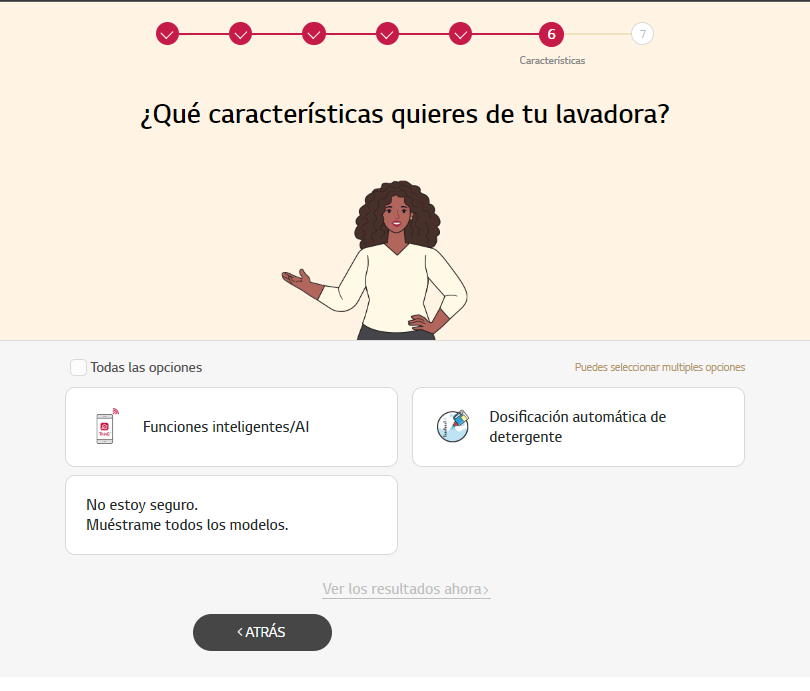 6
7
Características
¿Qué características quieres de tu lavadora?
Todas las opciones
Puedes seleccionar multiples opciones
Funciones inteligentes/AI
Dosificación automática de
detergente
No estoy seguro.
Muéstrame todos los modelos.
Ver los resultados ahora>
< ATRÁS